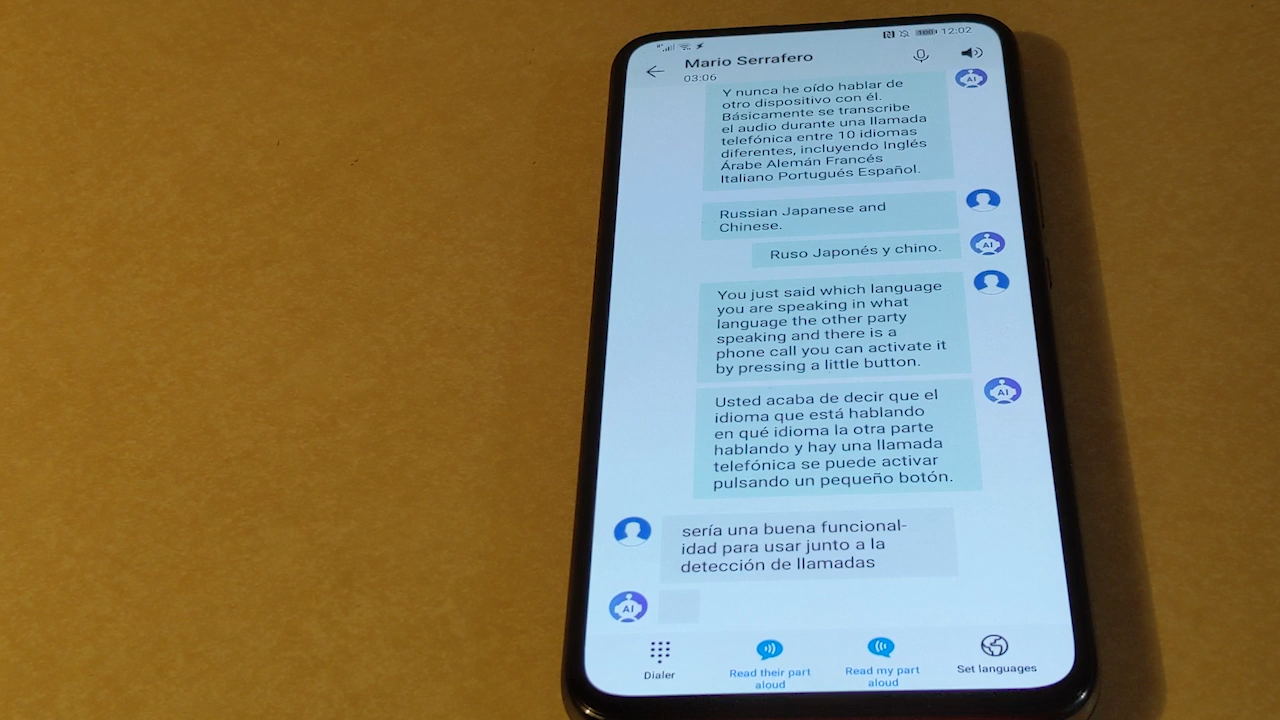 100 12:02
Mario Serrafero
03:06
AI
Y nunca he oído hablar de
otro dispositivo con él.
Básicamente se transcribe
el audio durante una llamada
telefónica entre 10 idiomas
diferentes, incluyendo Inglés
Árabe Alemán Francés
Italiano Portugués Español.
Russian Japanese and
Chinese.
Ruso Japonés y chino.
AI
You just said which language
you are speaking in what
language the other party
speaking and there is a
phone call you can activate it
by pressing a little button.
AI
Usted acaba de decir que el
idioma que está hablando
en qué idioma la otra parte
hablando y hay una llamada
telefónica se puede activar
pulsando un pequeño botón.
sería una buena funcional-
idad para usar junto a la
detección de llamadas
AI
Dialer
Read their part
aloud
Read my part
aloud
Set languages